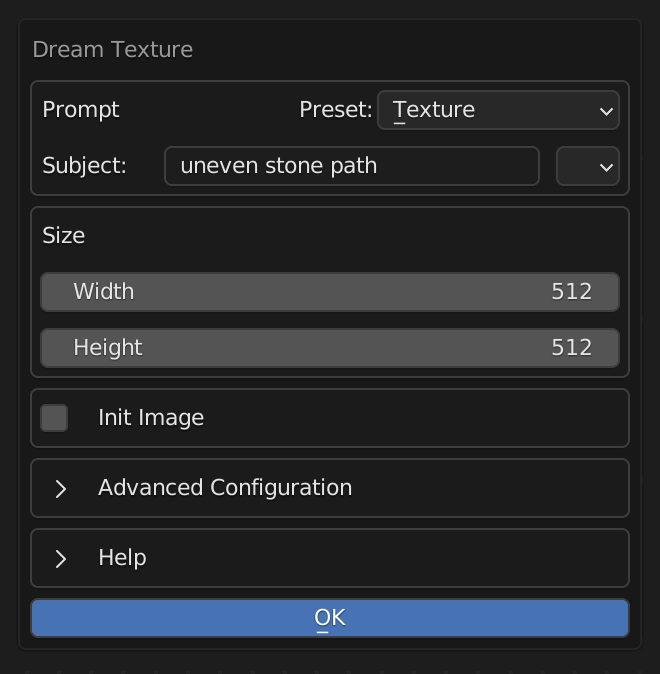 Dream Texture
Prompt Preset: Texture
Subject: uneven stone path
Size
Width 512
Height 512
Init Image
Advanced Configuration
Help
OK